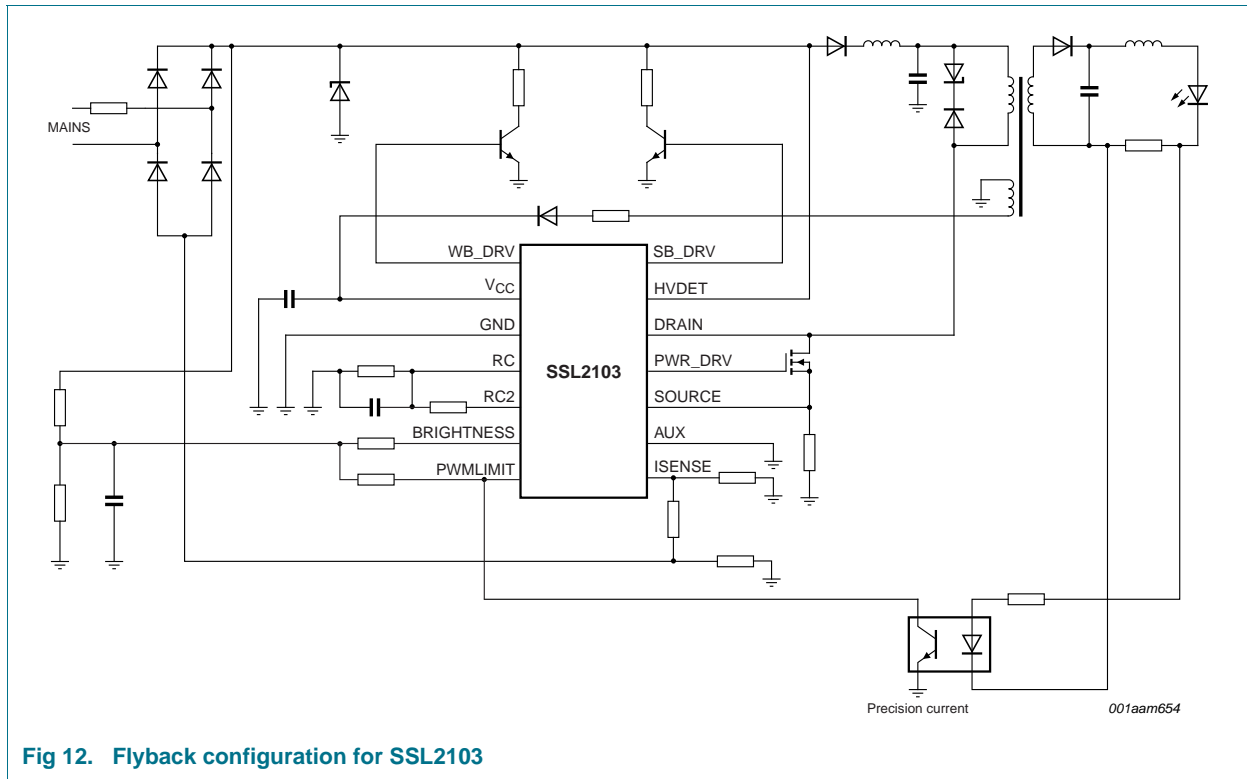 MAINS
WB_DRV
SB_DRV
VCC
HVDET
GND
DRAIN
RC
PWR_DRV
SSL2103
RC2
SOURCE
BRIGHTNESS
AUX
PWMLIMIT
ISENSE
Precision current
001aam654
Fig 12. Flyback configuration for SSL2103